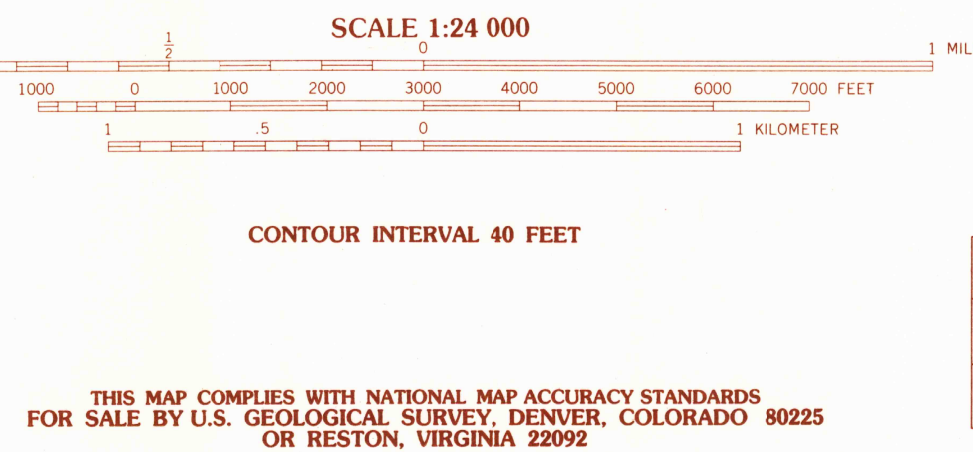 SCALE 1:24 000
1/2 0 1 MIL
1000 0 1000 2000 3000 4000 5000 6000 7000 FEET
1 .5 0 1 KILOMETER
CONTOUR INTERVAL 40 FEET
THIS MAP COMPLIES WITH NATIONAL MAP ACCURACY STANDARDS
FOR SALE BY U.S. GEOLOGICAL SURVEY, DENVER, COLORADO 80225
OR RESTON, VIRGINIA 22092